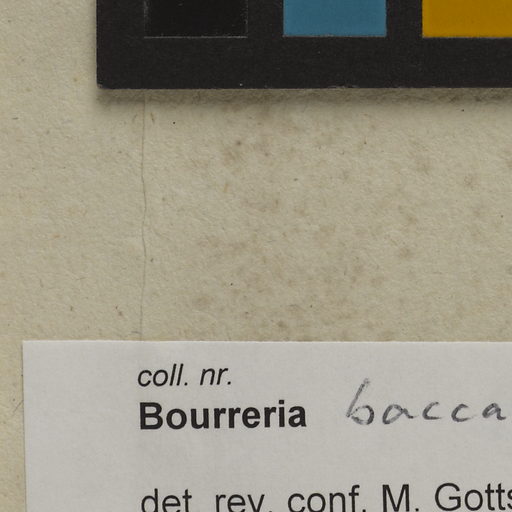 coll. nr.
Bourreria bacca
det. rev. conf. M. Gotts